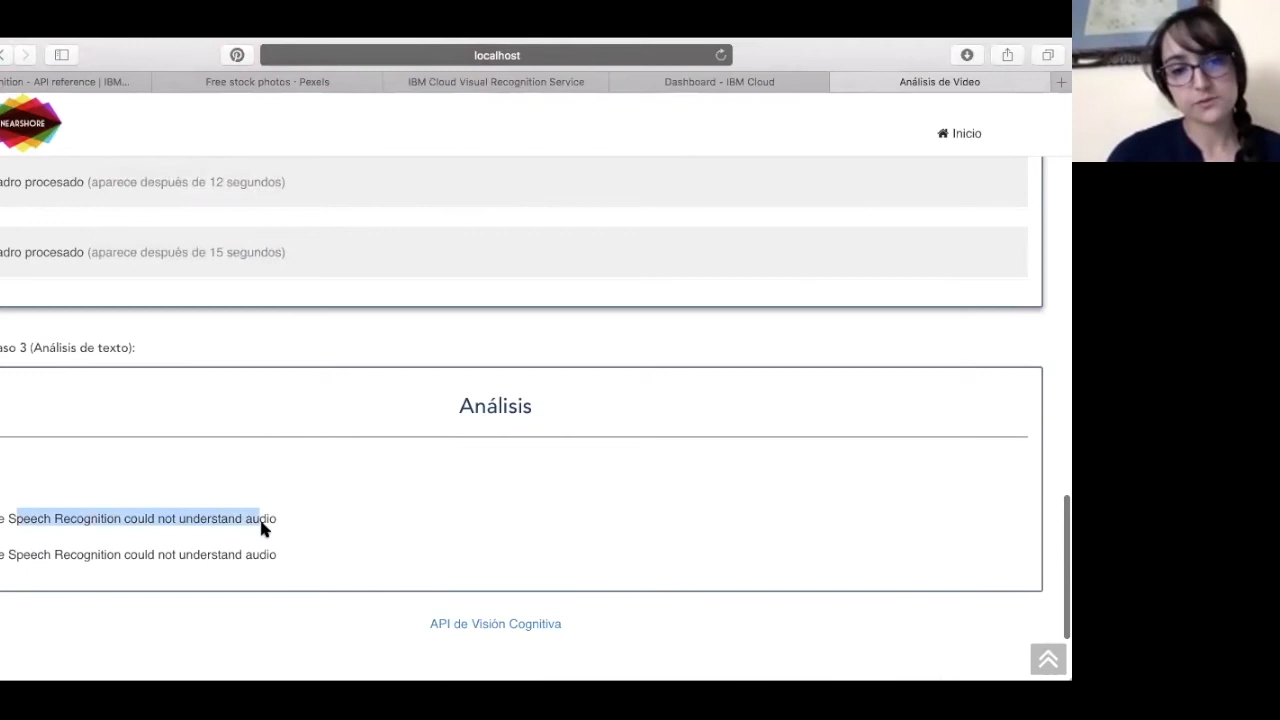 localhost
nition - API reference | IBM...
Free stock photos · Pexels
IBM Cloud Visual Recognition Service
Dashboard - IBM Cloud
Análisis de Video
NEARSHORE
Inicio
adro procesado (aparece después de 12 segundos)
adro procesado (aparece después de 15 segundos)
aso 3 (Análisis de texto):
Análisis
e Speech Recognition could not understand audio
e Speech Recognition could not understand audio
API de Visión Cognitiva